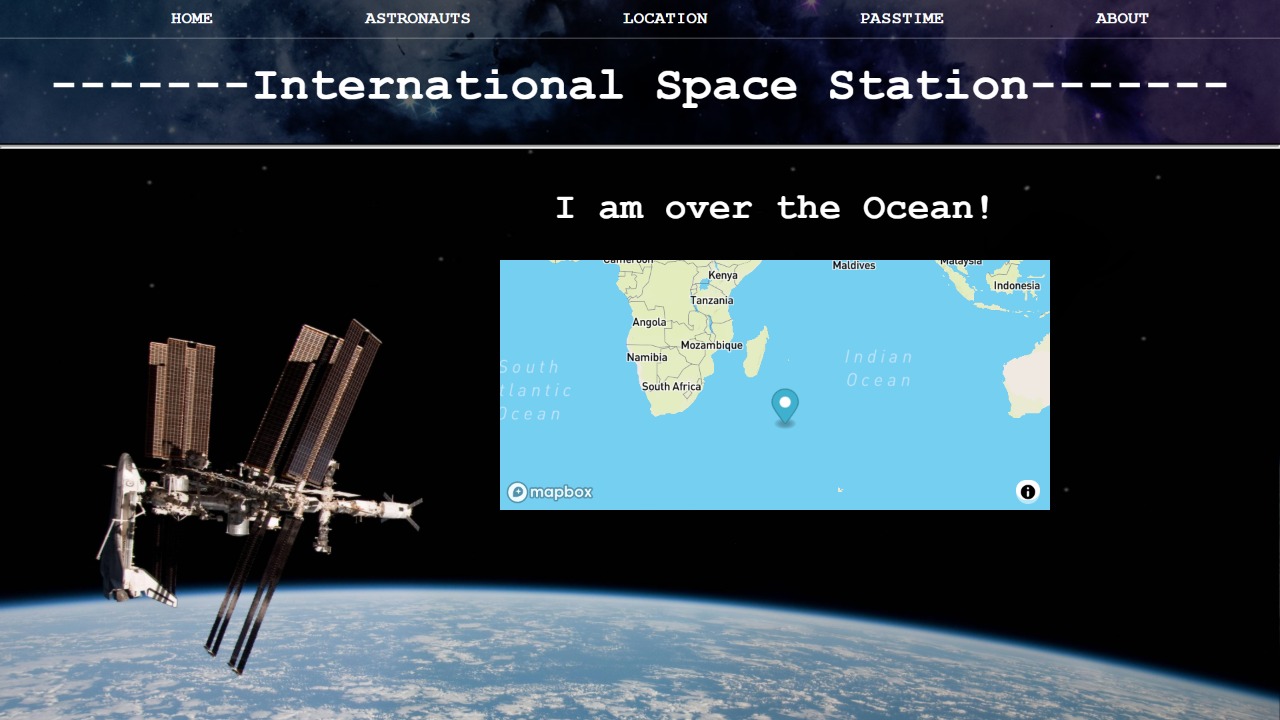 HOME ASTRONAUTS LOCATION PASSTIME ABOUT
-------International Space Station-------
I am over the Ocean!
Cameroon
Kenya
Maldives
Malaysia
Indonesia
Tanzania
Angola
Mozambique
Namibia
South Africa
South
tlantic
Ocean
Indian
Ocean
mapbox